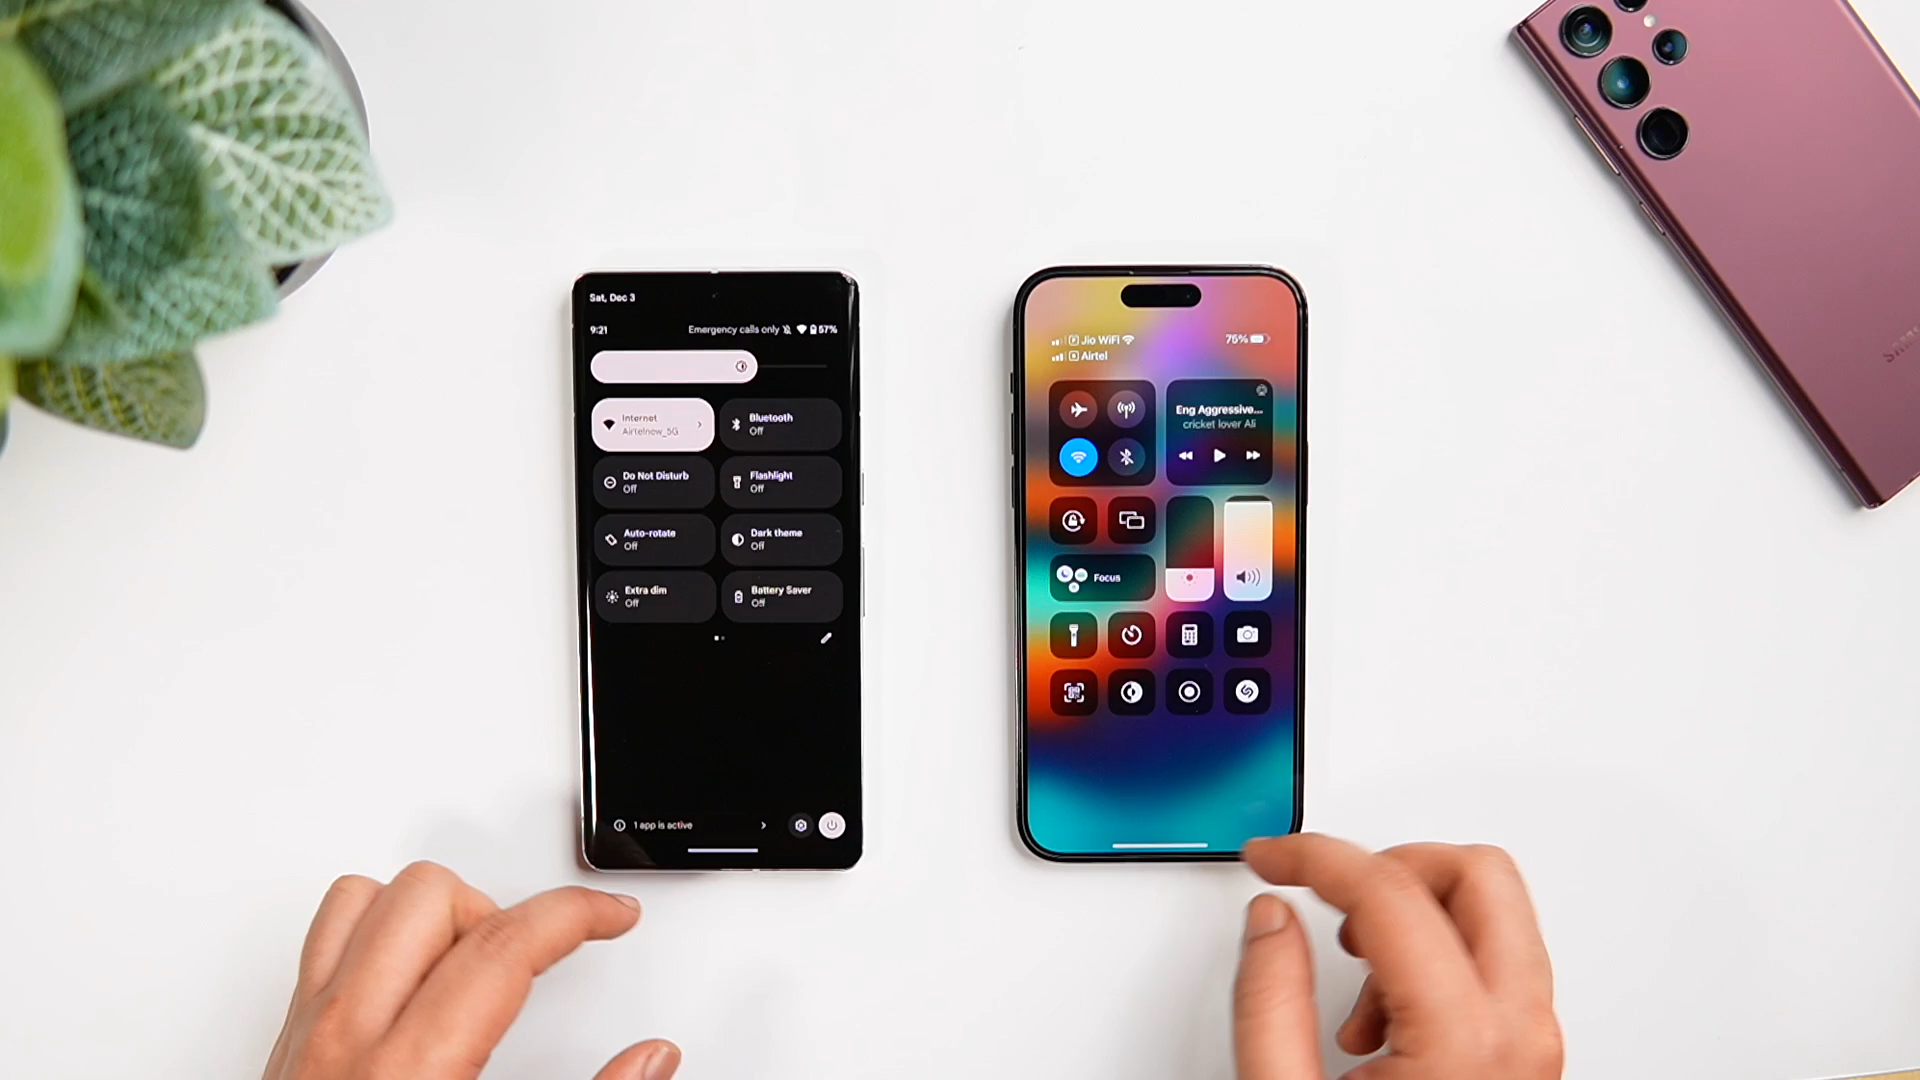 Sat, Dec 3
9:21
Emergency calls only
57%
Internet
Airtelnow_5G
Bluetooth
Off
Do Not Disturb
Off
Flashlight
Off
Auto-rotate
Off
Dark theme
Off
Extra dim
Off
Battery Saver
Off
1 app is active
P Jio WiFi
75%
Airtel
Eng Aggressive...
cricket lover Ali
Focus